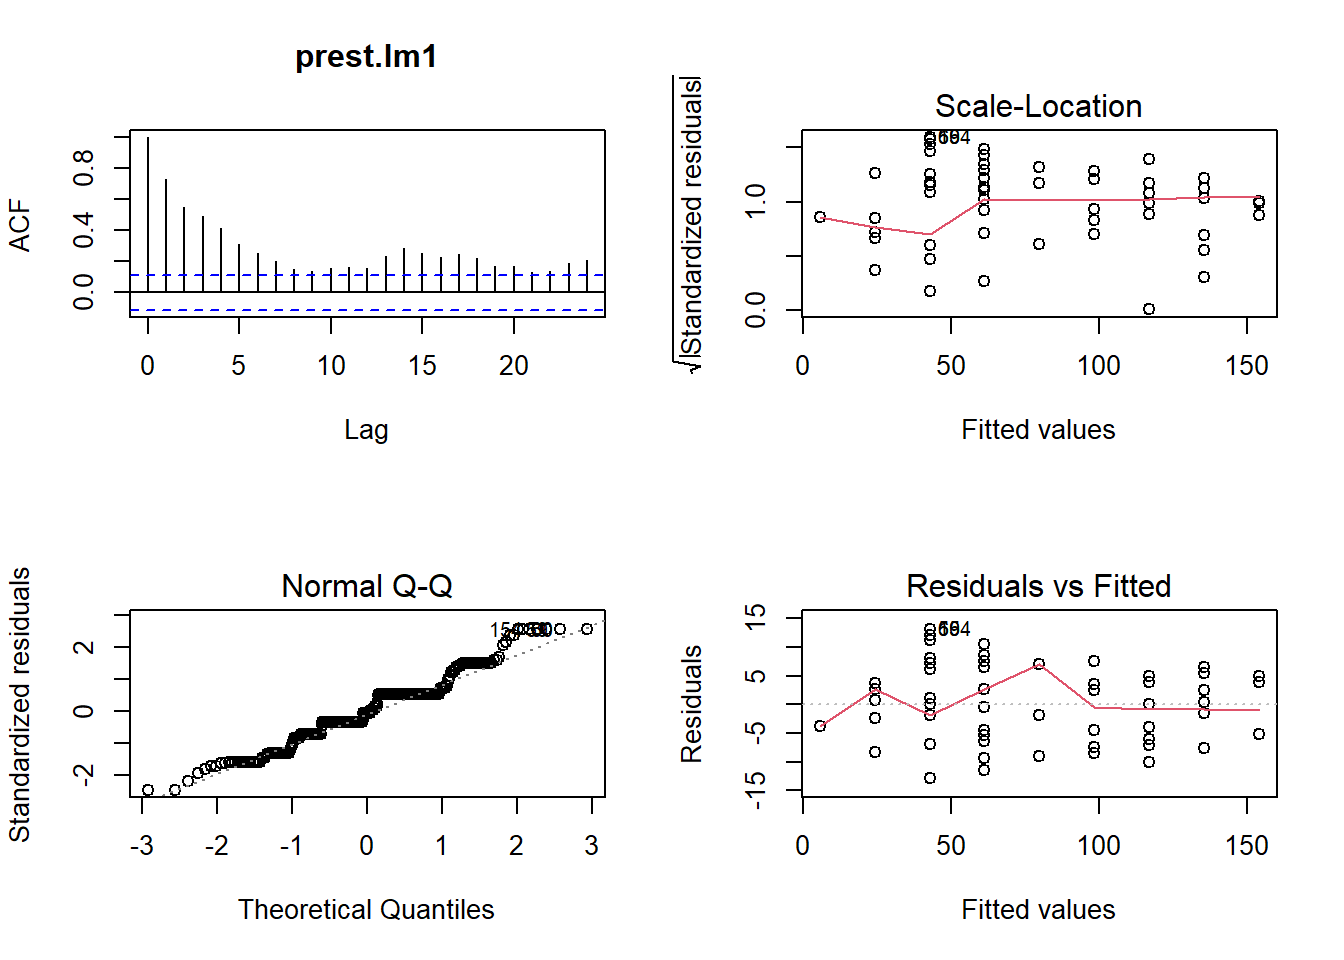 prest.lm1
ACF
0.0 0.4 0.8
0 5 10 15 20
Lag
Scale-Location
√|Standardized residuals|
0.0 1.0
0 50 100 150
Fitted values
Normal Q-Q
Standardized residuals
-2 0 2
-3 -2 -1 0 1 2 3
Theoretical Quantiles
Residuals vs Fitted
Residuals
-15 -5 5 15
0 50 100 150
Fitted values